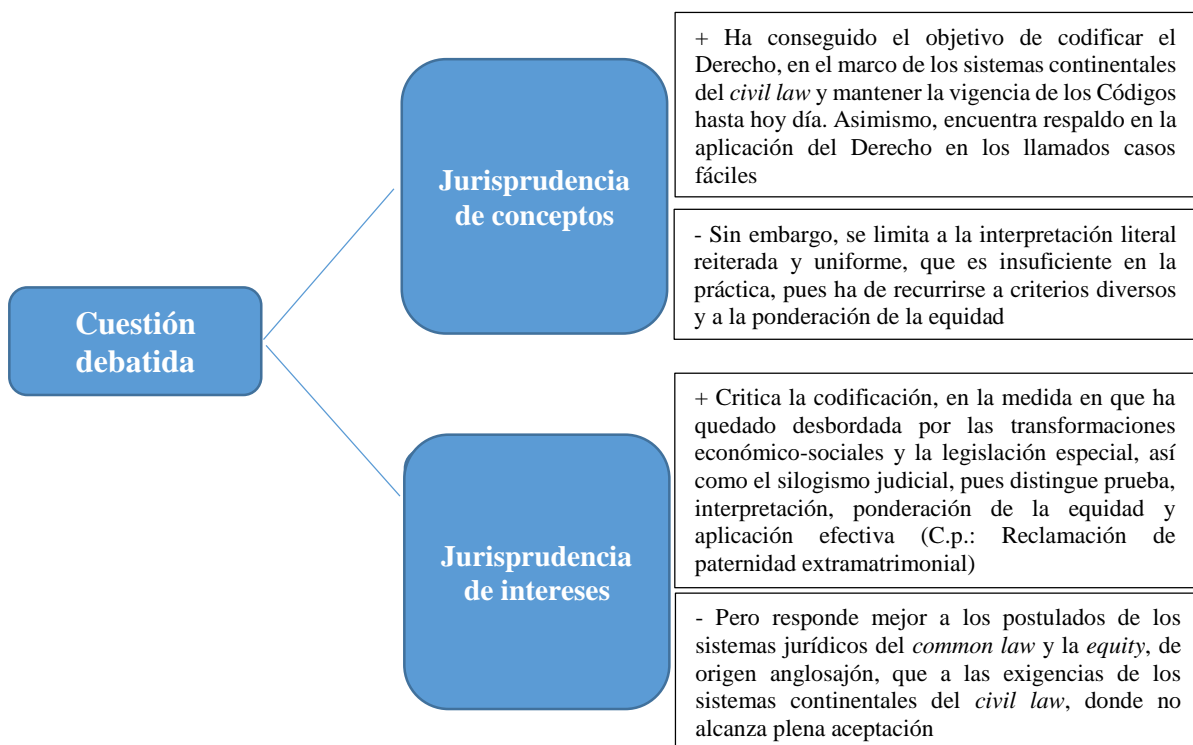 Cuestión
debatida
Jurisprudencia
de conceptos
+ Ha conseguido el objetivo de codificar el
Derecho, en el marco de los sistemas continentales
del civil law y mantener la vigencia de los Códigos
hasta hoy día. Asimismo, encuentra respaldo en la
aplicación del Derecho en los llamados casos
fáciles
- Sin embargo, se limita a la interpretación literal
reiterada y uniforme, que es insuficiente en la
práctica, pues ha de recurrirse a criterios diversos
y a la ponderación de la equidad
Jurisprudencia
de intereses
+ Critica la codificación, en la medida en que ha
quedado desbordada por las transformaciones
económico-sociales y la legislación especial, así
como el silogismo judicial, pues distingue prueba,
interpretación, ponderación de la equidad y
aplicación efectiva (C.p.: Reclamación de
paternidad extramatrimonial)
- Pero responde mejor a los postulados de los
sistemas jurídicos del common law y la equity, de
origen anglosajón, que a las exigencias de los
sistemas continentales del civil law, donde no
alcanza plena aceptación